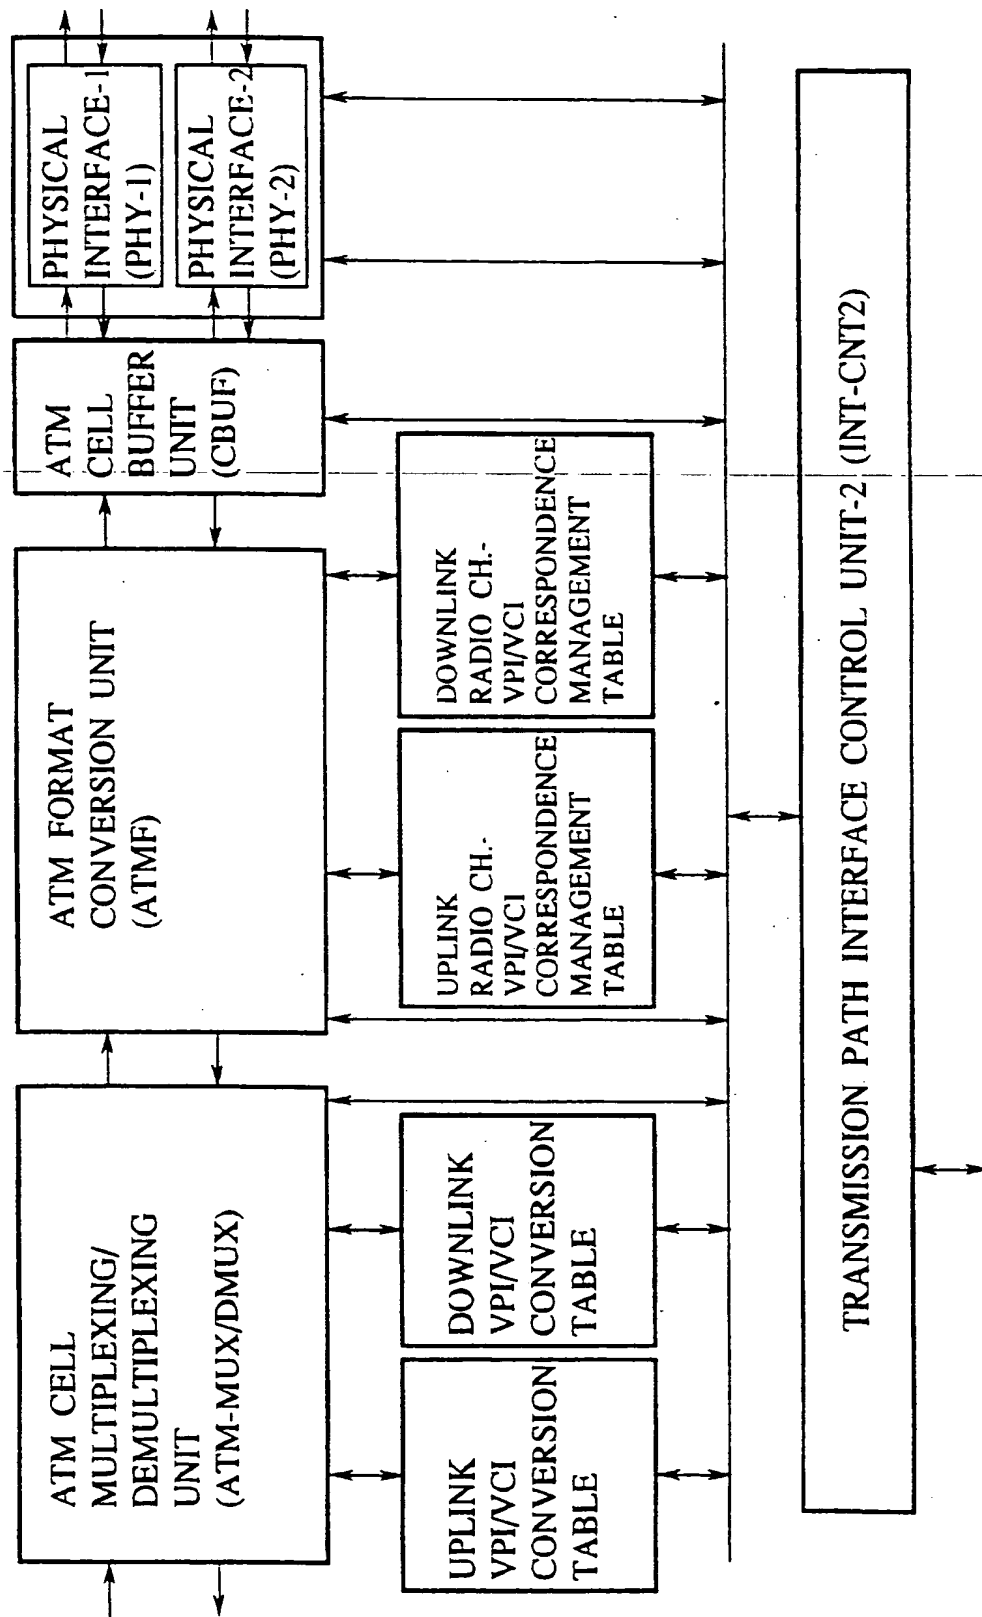 ATM CELL
MULTIPLEXING/
DEMULTIPLEXING
UNIT
(ATM-MUX/DMUX)
ATM FORMAT
CONVERSION UNIT
(ATMF)
ATM
CELL
BUFFER
UNIT
(CBUF)
PHYSICAL
INTERFACE-1
(PHY-1)
PHYSICAL
INTERFACE-2
(PHY-2)
UPLINK
VPI/VCI
CONVERSION
TABLE
DOWNLINK
VPI/VCI
CONVERSION
TABLE
UPLINK
RADIO CH.-
VPI/VCI
CORRESPONDENCE
MANAGEMENT
TABLE
DOWNLINK
RADIO CH.-
VPI/VCI
CORRESPONDENCE
MANAGEMENT
TABLE
TRANSMISSION PATH INTERFACE CONTROL UNIT-2 (INT-CNT2)